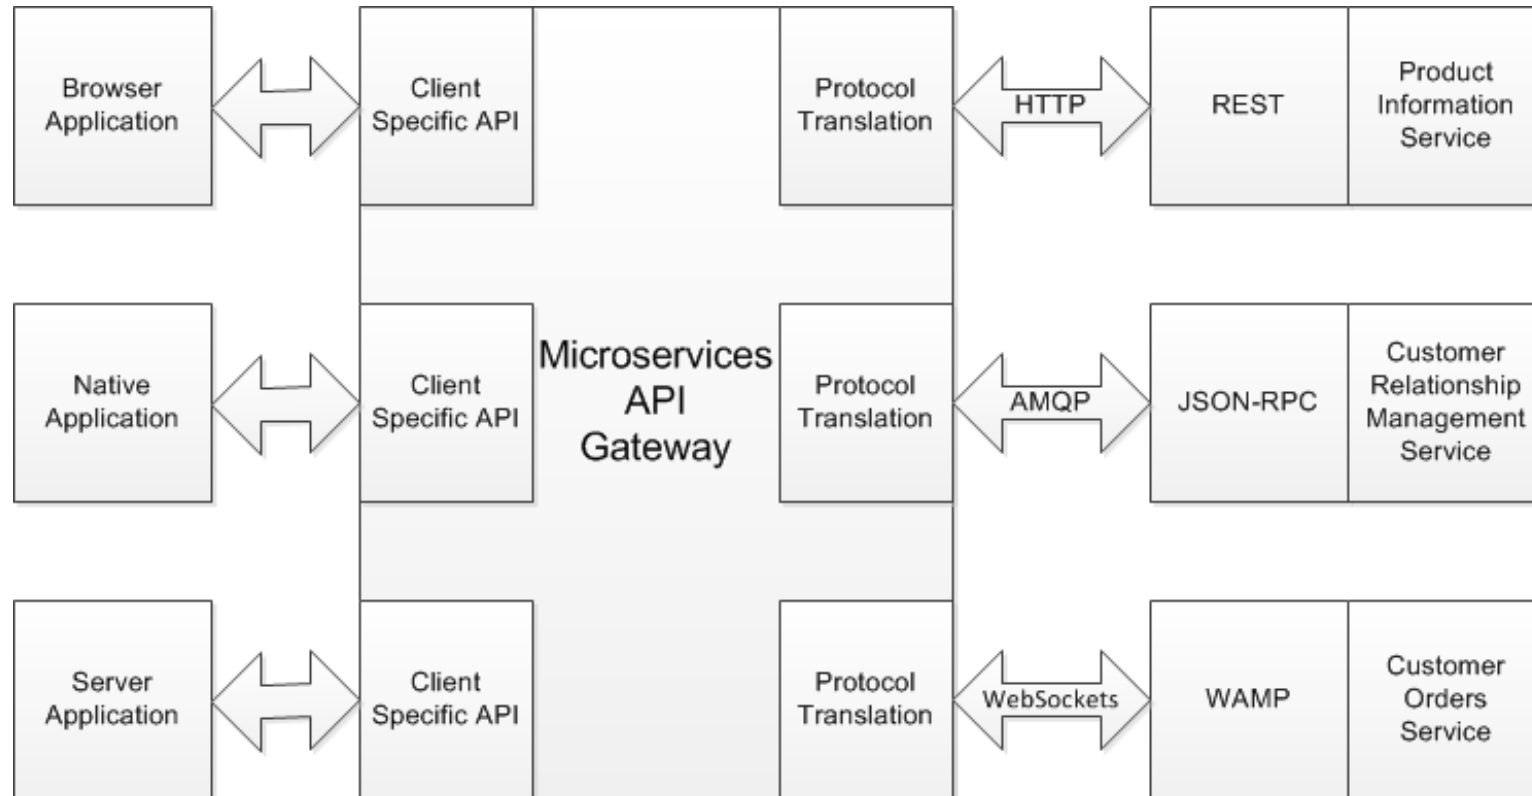 Browser
Application
Client
Specific API
Protocol
Translation
HTTP
REST
Product
Information
Service
Native
Application
Client
Specific API
Microservices
API
Gateway
Protocol
Translation
AMQP
JSON-RPC
Customer
Relationship
Management
Service
Server
Application
Client
Specific API
Protocol
Translation
WebSockets
WAMP
Customer
Orders
Service